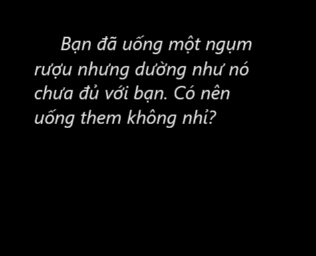 Bạn đã uống một ngụm
rượu nhưng dường như nó
chưa đủ với bạn. Có nên
uống them không nhỉ?